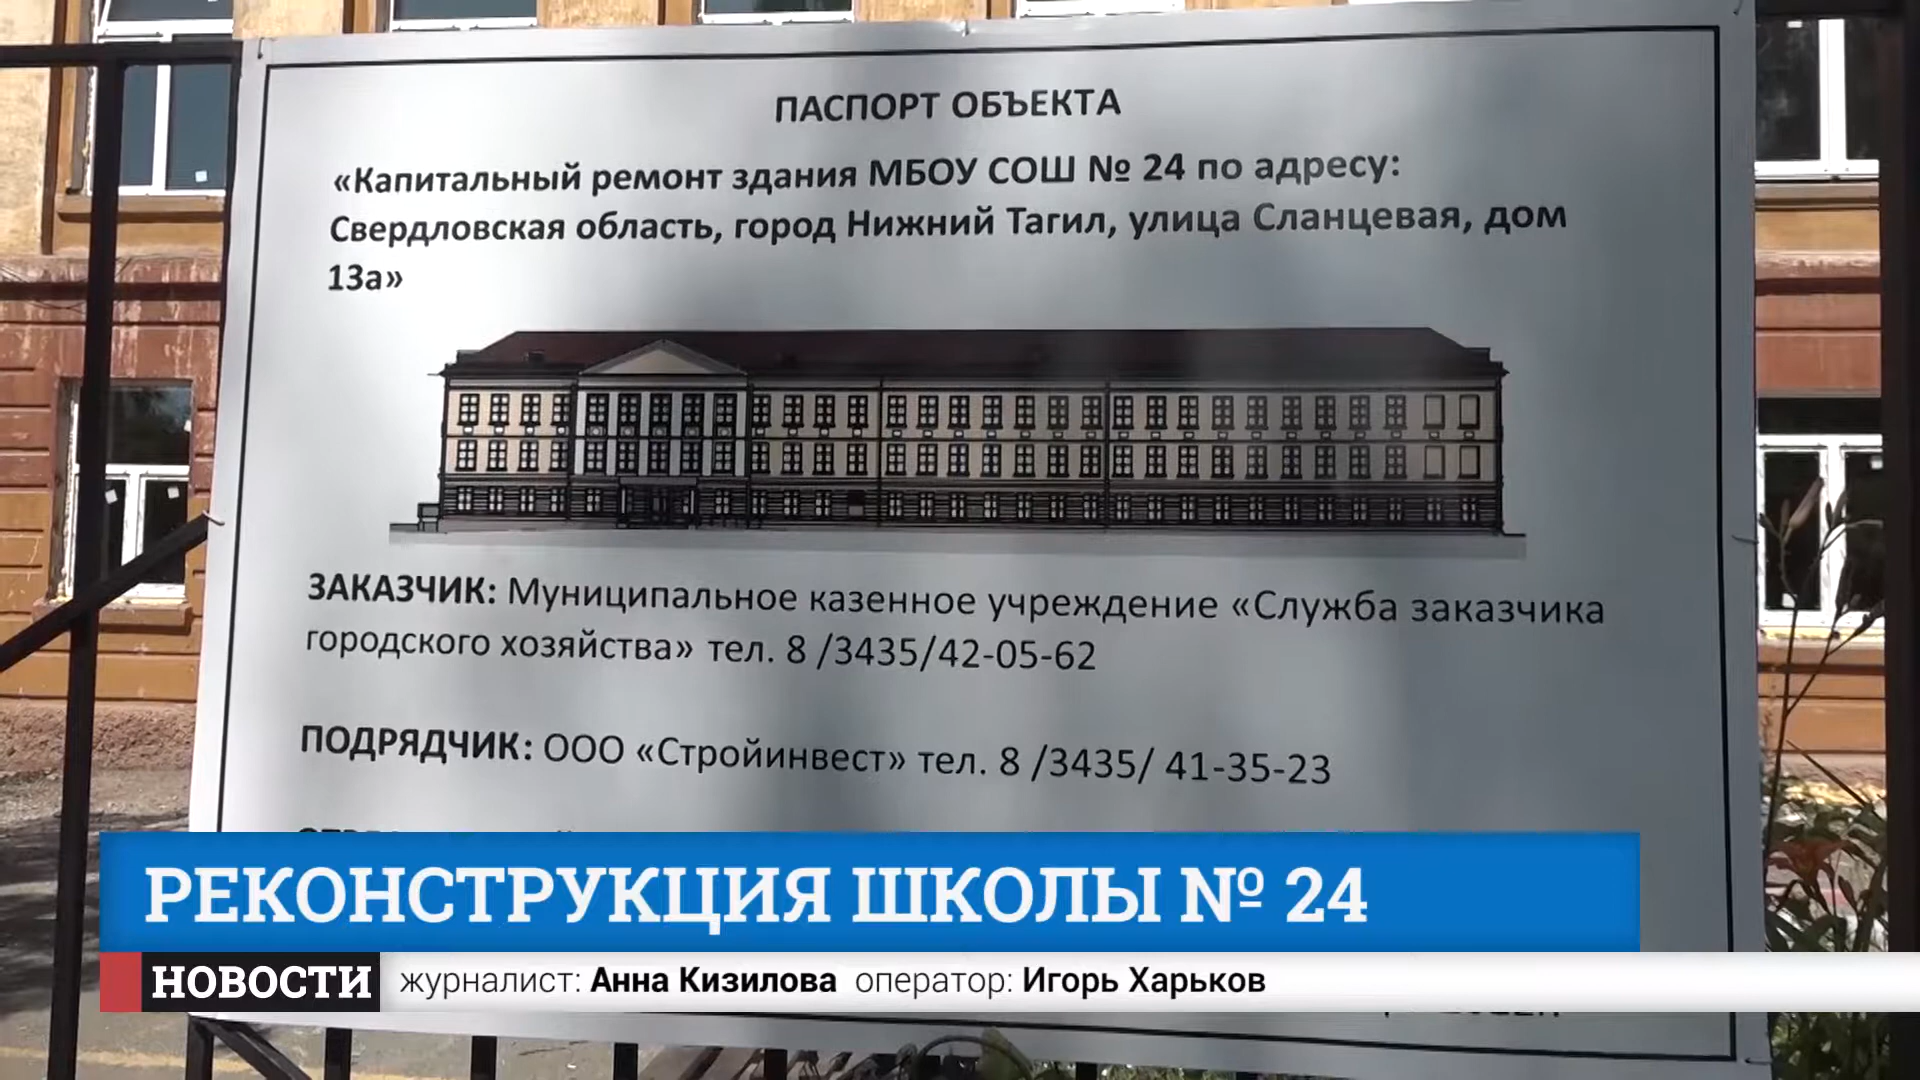 ПАСПОРТ ОБЪЕКТА
«Капитальный ремонт здания МБОУ СОШ № 24 по адресу:
Свердловская область, город Нижний Тагил, улица Сланцевая, дом
13а»
ЗАКАЗЧИК: Муниципальное казенное учреждение «Служба заказчика
городского хозяйства» тел. 8 /3435/42-05-62
ПОДРЯДЧИК: ООО «Стройинвест» тел. 8 /3435/ 41-35-23
РЕКОНСТРУКЦИЯ ШКОЛЫ № 24
НОВОСТИ журналист: Анна Кизилова оператор: Игорь Харьков